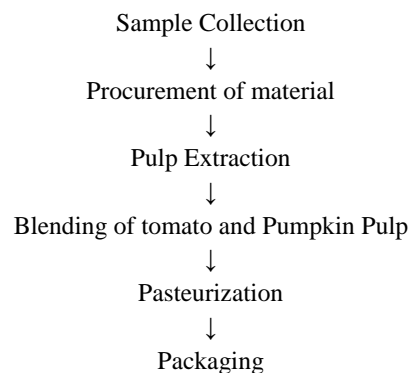 Sample Collection
↓
Procurement of material
↓
Pulp Extraction
↓
Blending of tomato and Pumpkin Pulp
↓
Pasteurization
↓
Packaging